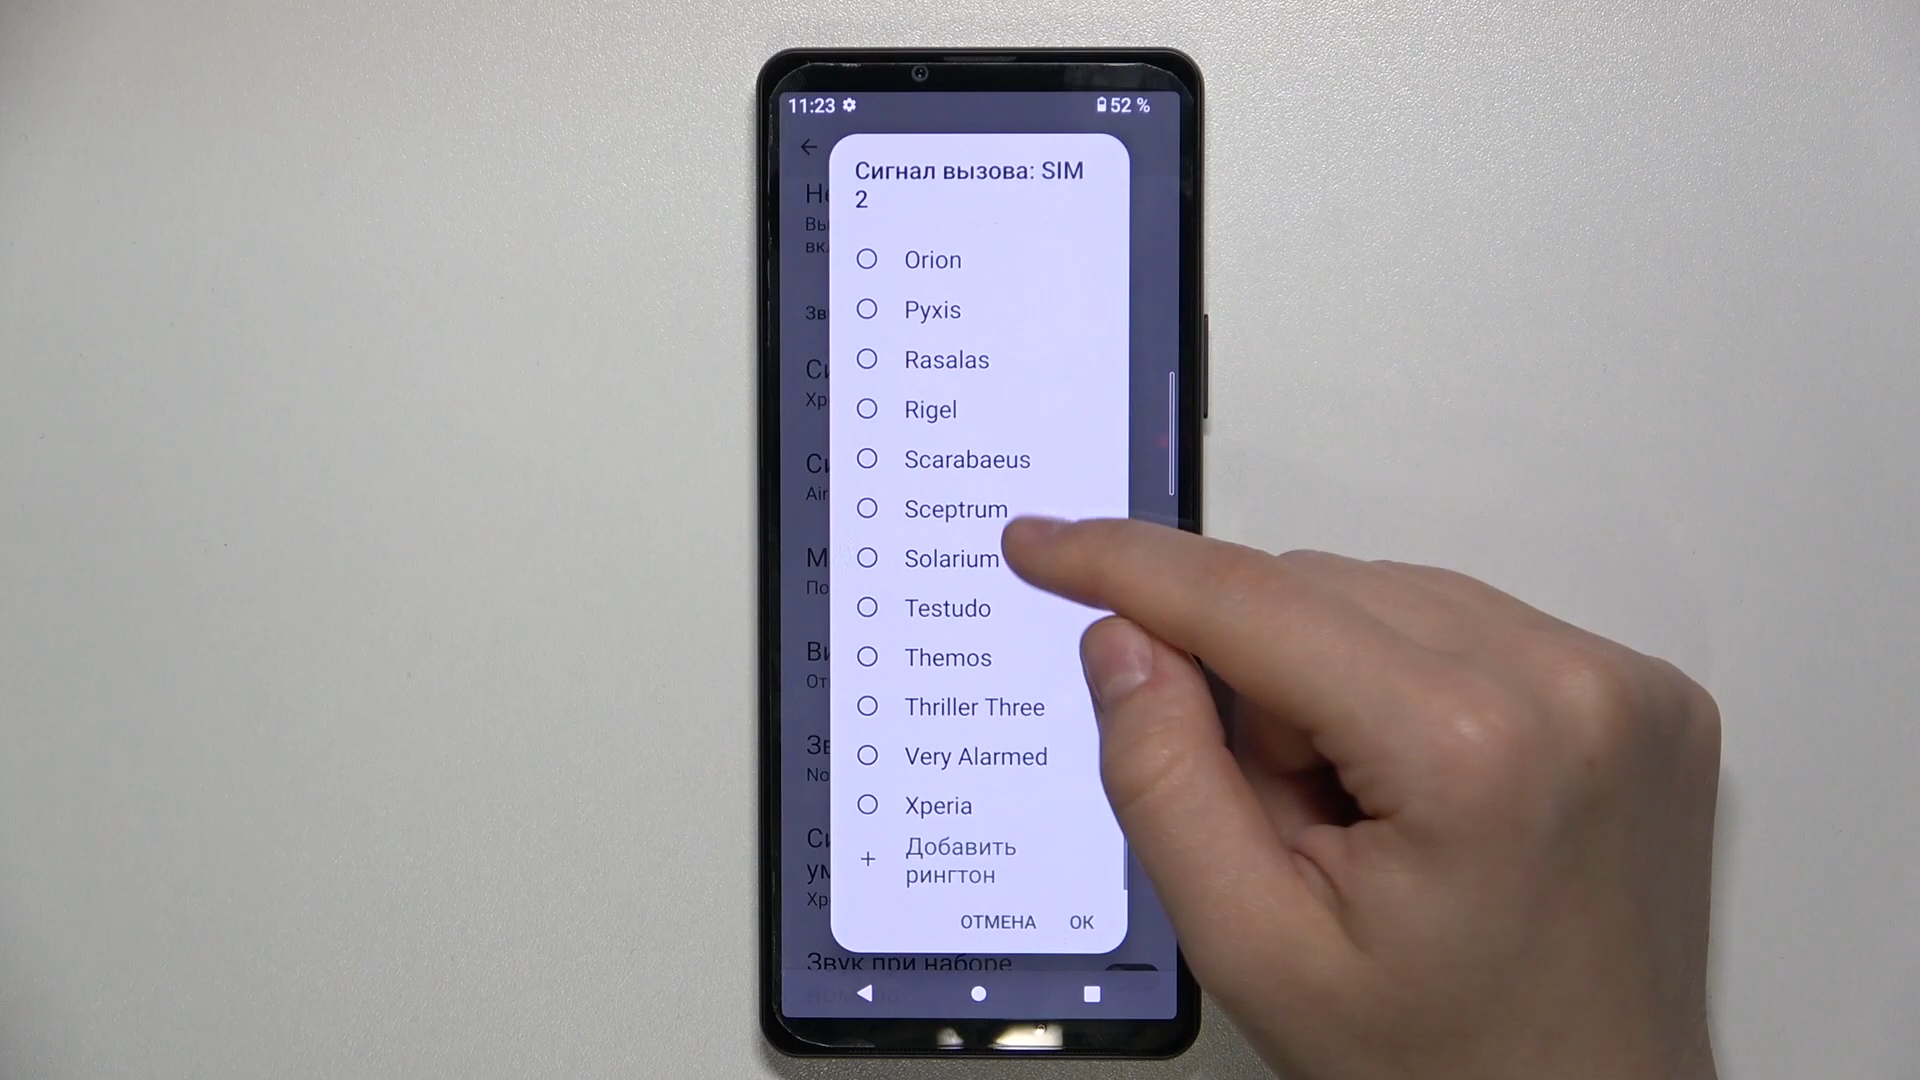 11:23 52 %
Сигнал вызова: SIM
2
Orion
Pyxis
Rasalas
Rigel
Scarabaeus
Sceptrum
Solarium
Testudo
Themos
Thriller Three
Very Alarmed
Xperia
+ Добавить
рингтон
ОТМЕНА ОК
Звук при наборе